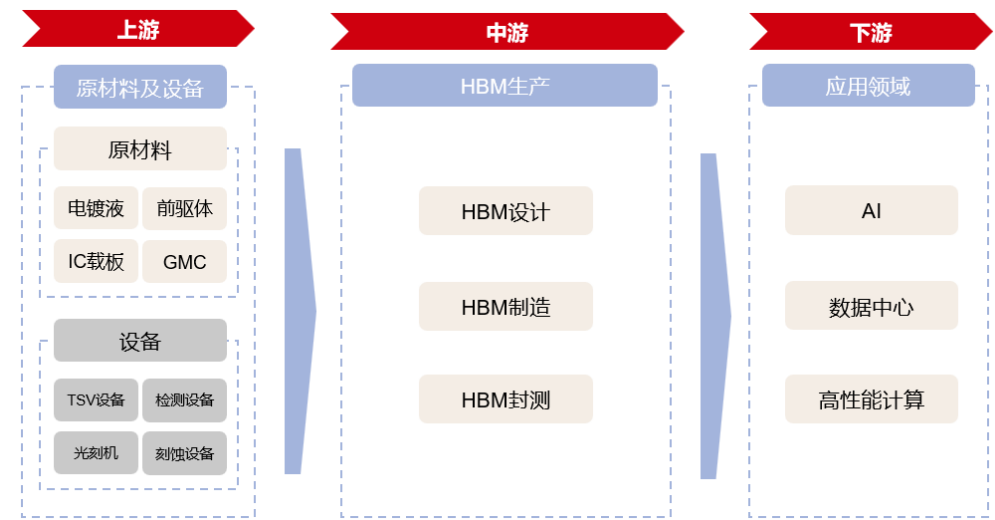 上游
原材料及设备
原材料
电镀液
前驱体
IC载板
GMC
设备
TSV设备
检测设备
光刻机
刻蚀设备
中游
HBM生产
HBM设计
HBM制造
HBM封测
下游
应用领域
AI
数据中心
高性能计算